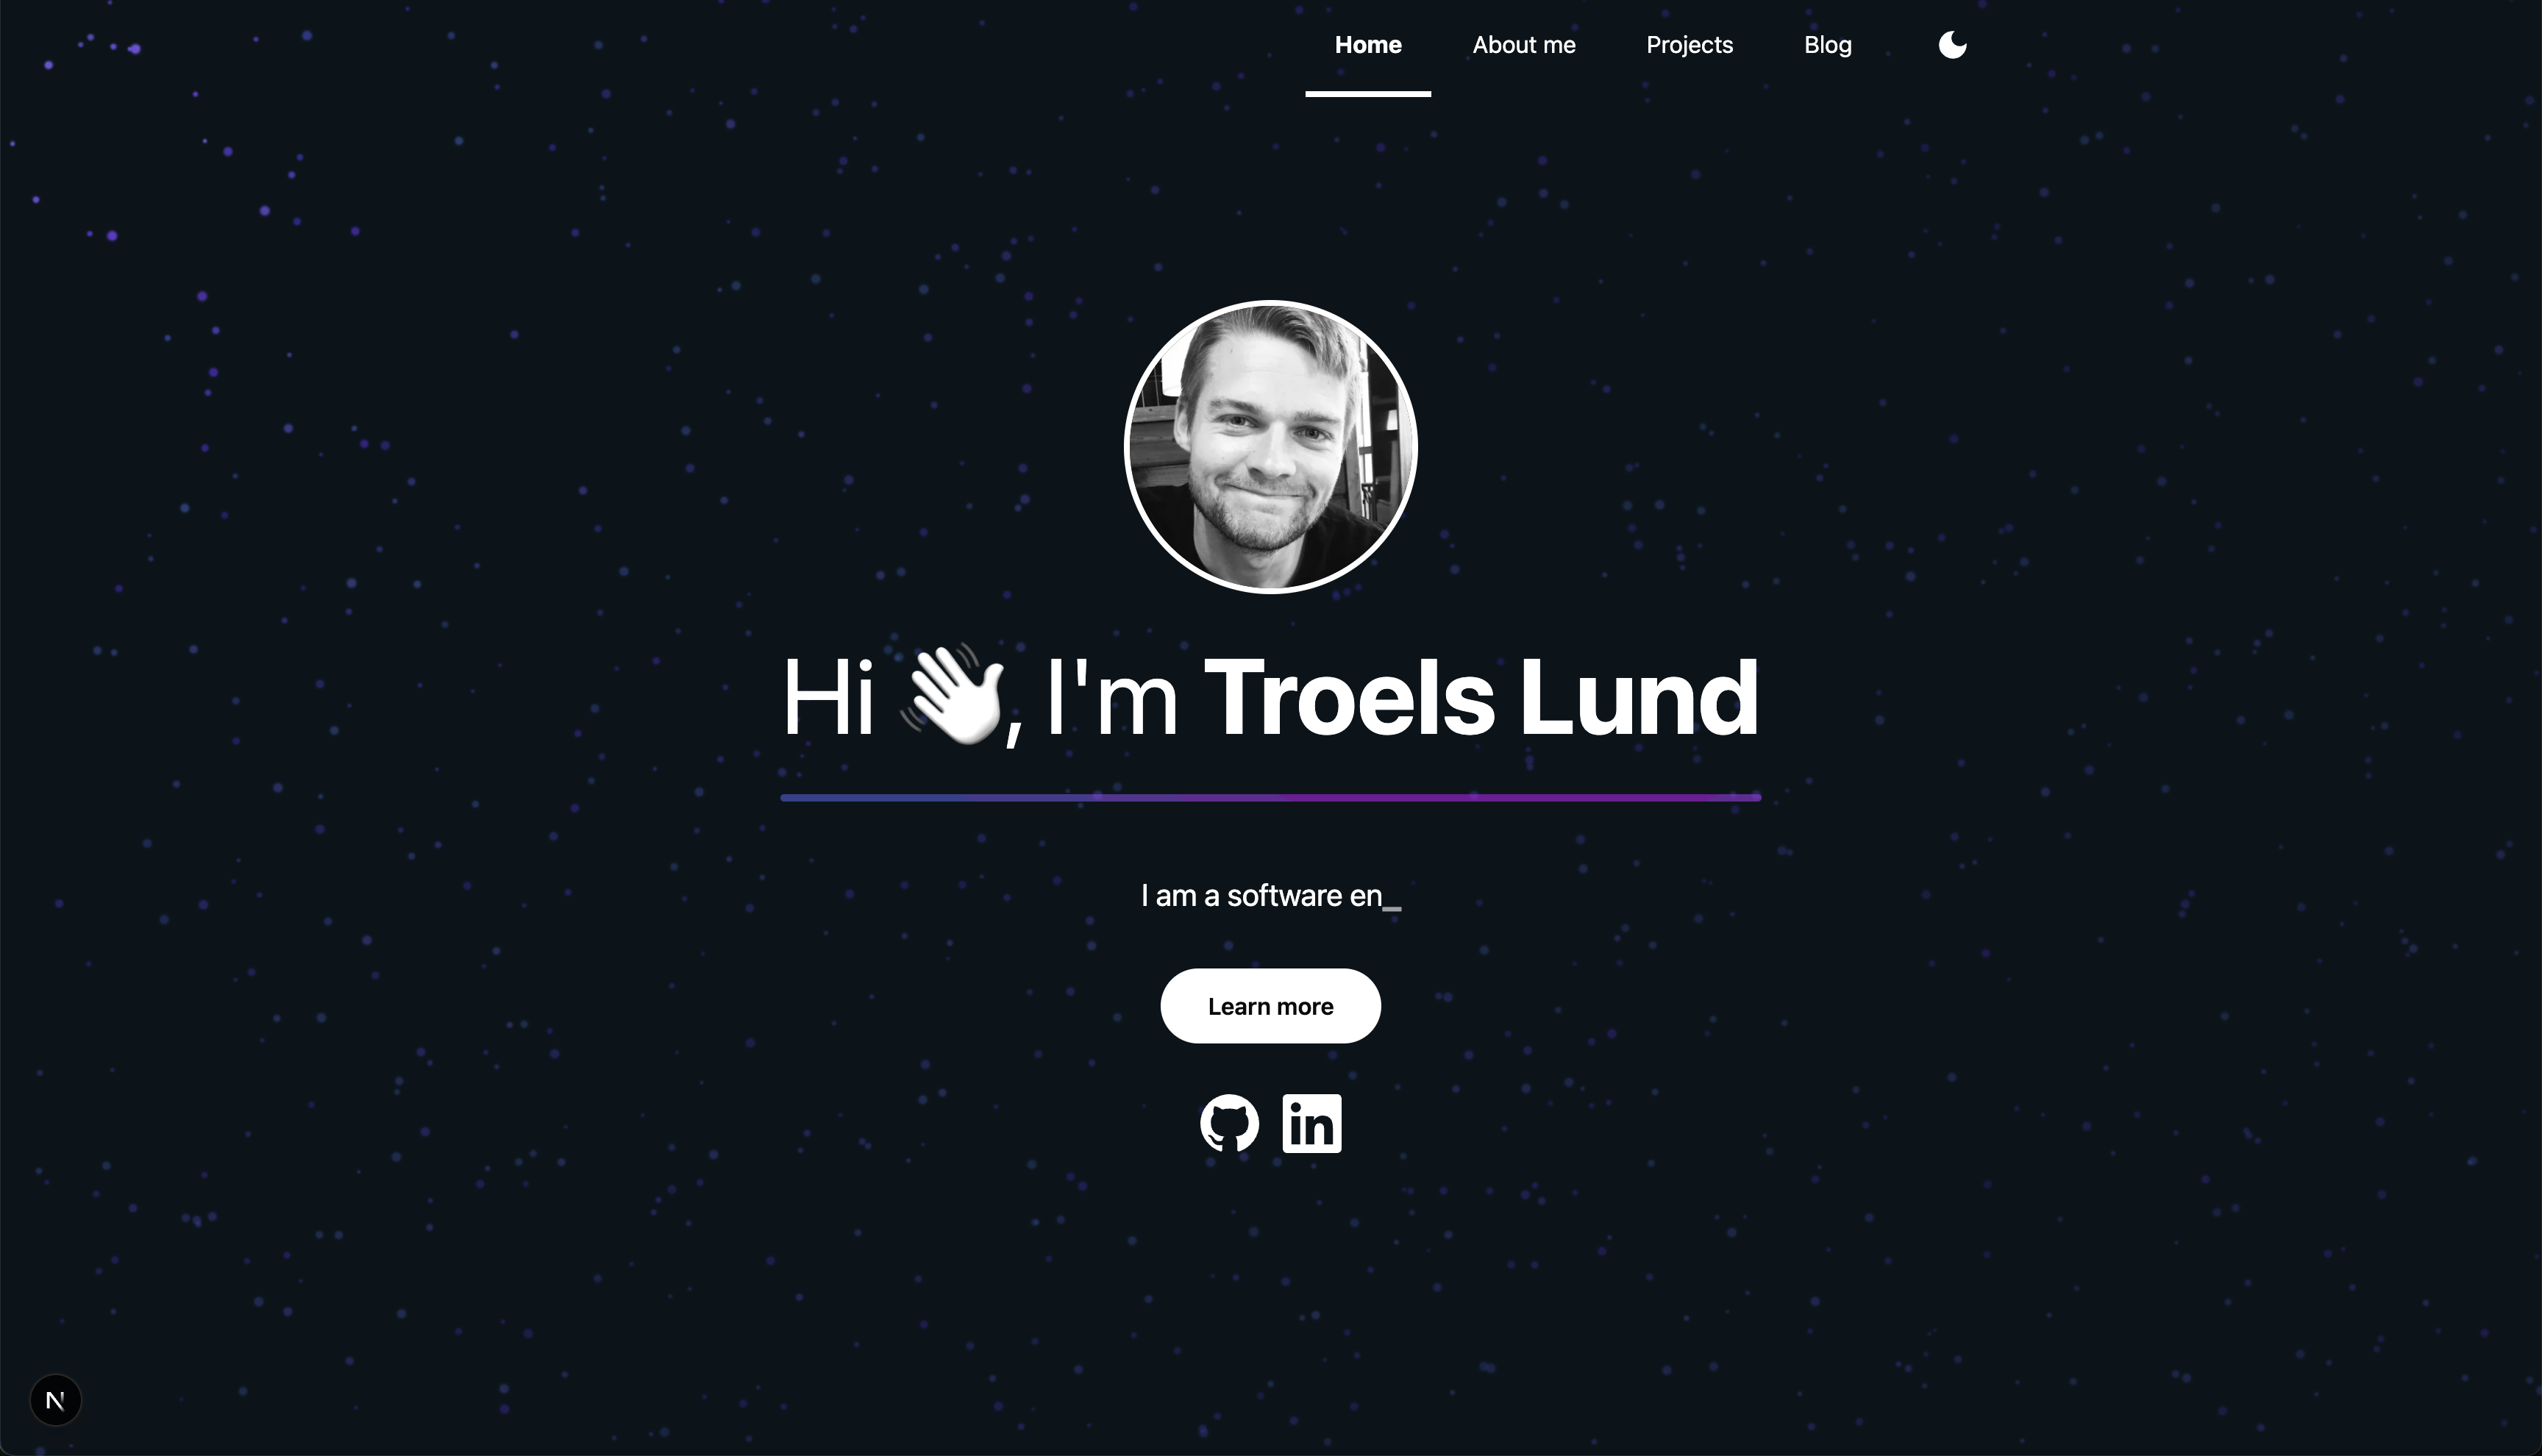 Home About me Projects Blog
Hi 👋, I'm Troels Lund
I am a software en_
Learn more
in
N